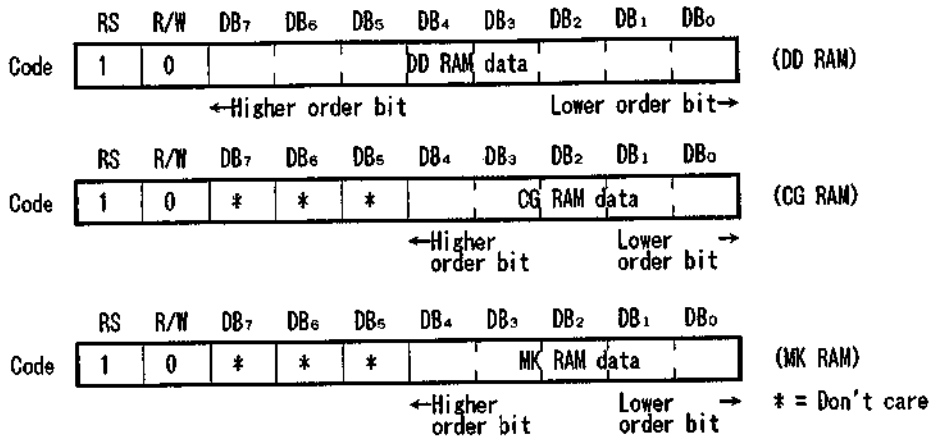 RS R/W DB₇ DB₆ DB₅ DB₄ DB₃ DB₂ DB₁ DB₀
Code 1 0 DD RAM data (DD RAM)
←Higher order bit Lower order bit→
RS R/W DB₇ DB₆ DB₅ DB₄ DB₃ DB₂ DB₁ DB₀
Code 1 0 * * * CG RAM data (CG RAM)
←Higher Lower →
order bit order bit
RS R/W DB₇ DB₆ DB₅ DB₄ DB₃ DB₂ DB₁ DB₀
Code 1 0 * * * MK RAM data (MK RAM)
←Higher Lower → * = Don't care
order bit order bit